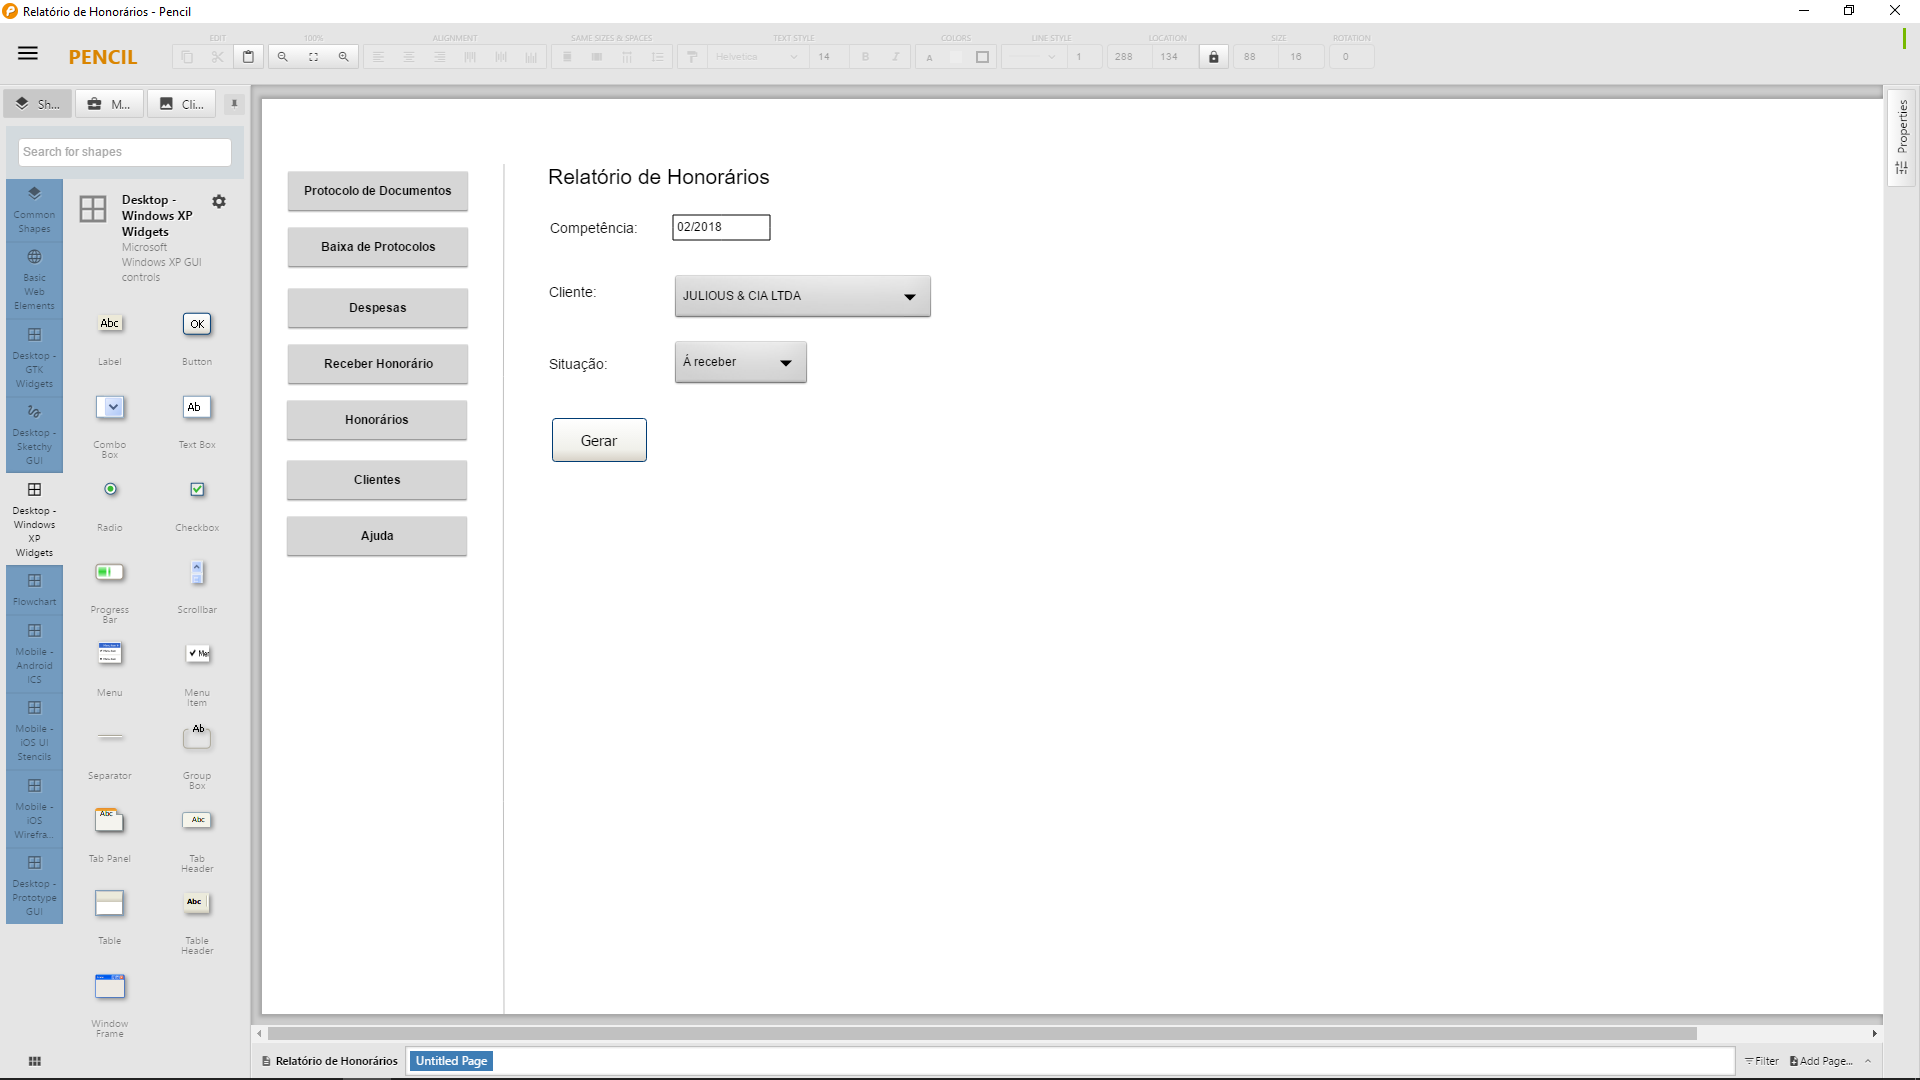 Relatório de Honorários - Pencil
PENCIL
EDIT
100%
ALIGNMENT
SAME SIZES & SPACES
TEXT STYLE
Helvetica
14
B
I
COLORS
A
LINE STYLE
1
LOCATION
288
134
SIZE
88
16
ROTATION
0
Sh...
M...
Cli...
Search for shapes
Common
Shapes
Basic
Web
Elements
Desktop -
GTK
Widgets
Desktop -
Sketchy
GUI
Desktop -
Windows
XP
Widgets
Flowchart
Mobile -
Android
ICS
Mobile -
iOS UI
Stencils
Mobile -
iOS
Wirefra...
Desktop -
Prototype
GUI
Desktop -
Windows XP
Widgets
Microsoft
Windows XP GUI
controls
Abc
Label
OK
Button
Combo
Box
Ab
Text Box
Radio
Checkbox
Progress
Bar
Scrollbar
Menu
Men
Menu
Item
Separator
Ab
Group
Box
Abc
Tab Panel
Abc
Tab
Header
Table
Abc
Table
Header
Window
Frame
Protocolo de Documentos
Baixa de Protocolos
Despesas
Receber Honorário
Honorários
Clientes
Ajuda
Relatório de Honorários
Competência:
02/2018
Cliente:
JULIOUS & CIA LTDA
Situação:
Á receber
Gerar
Properties
Relatório de Honorários
Untitled Page
Filter
Add Page...